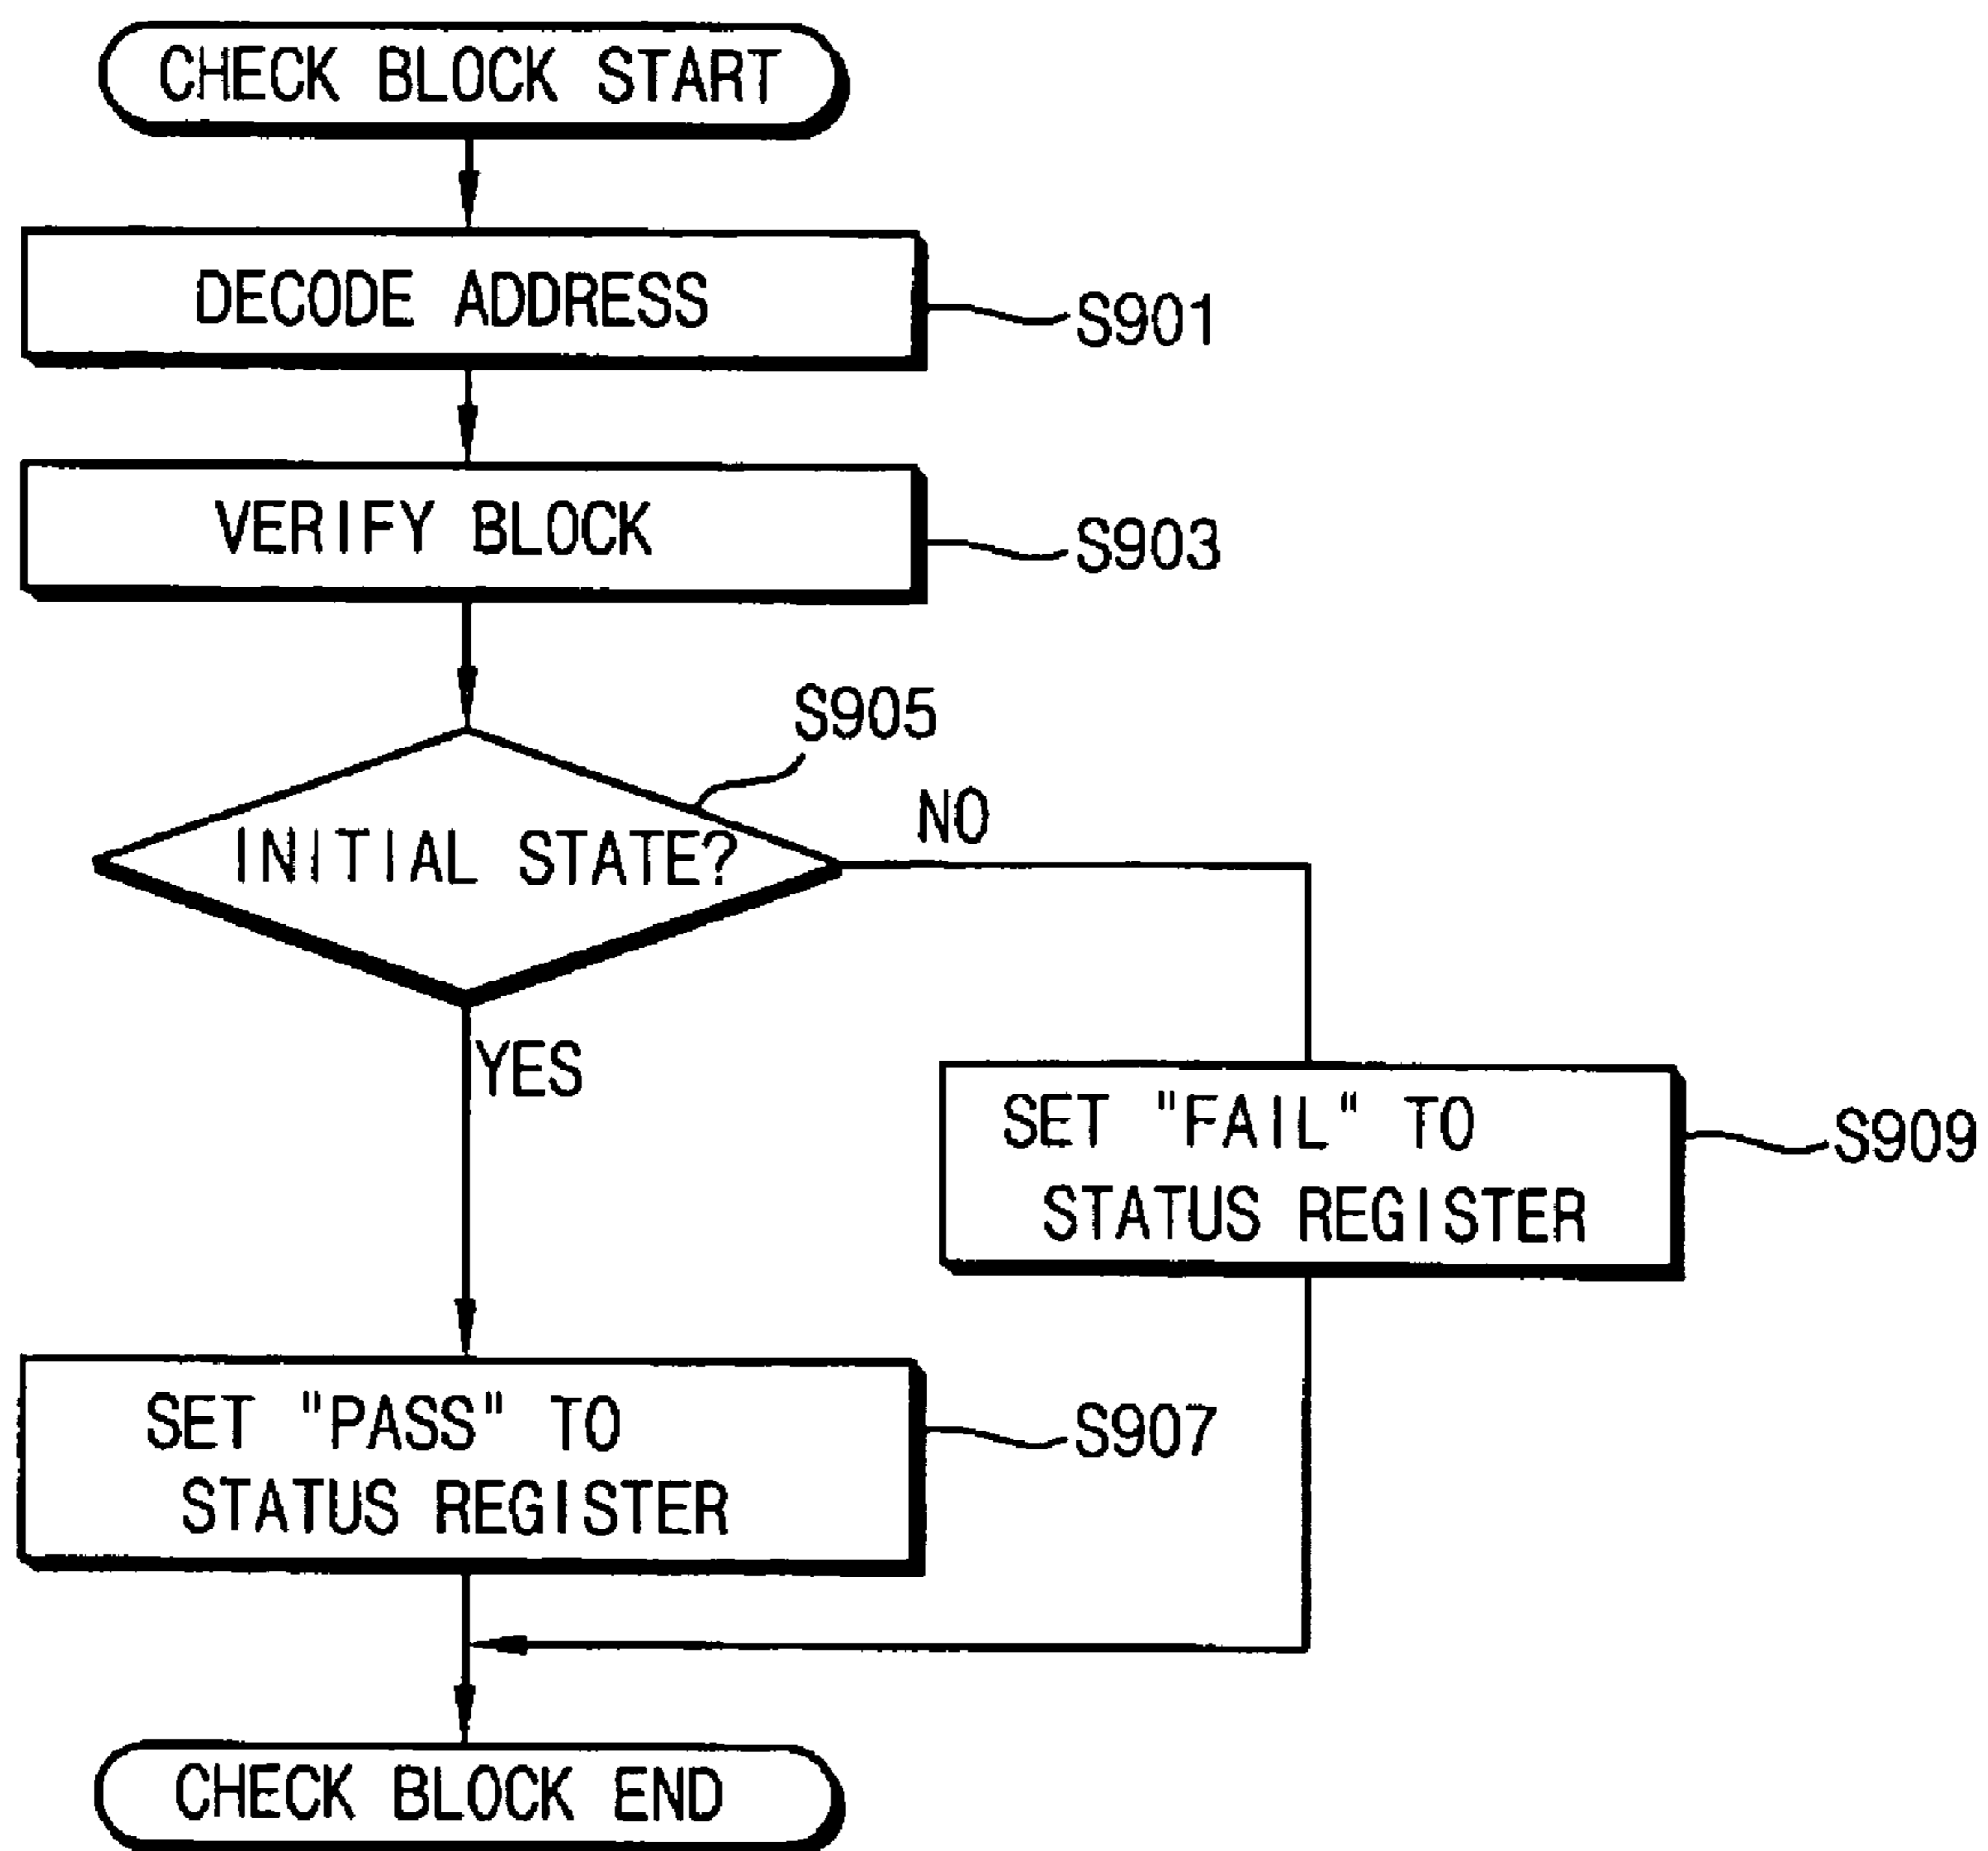 CHECK BLOCK START
DECODE ADDRESS
S901
VERIFY BLOCK
S903
S905
INITIAL STATE?
NO
YES
SET "FAIL" TO
STATUS REGISTER
S909
SET "PASS" TO
STATUS REGISTER
S907
CHECK BLOCK END